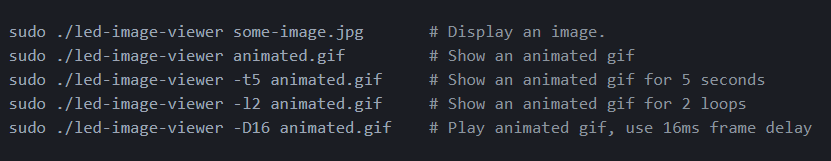 sudo ./led-image-viewer some-image.jpg # Display an image.
sudo ./led-image-viewer animated.gif # Show an animated gif
sudo ./led-image-viewer -t5 animated.gif # Show an animated gif for 5 seconds
sudo ./led-image-viewer -l2 animated.gif # Show an animated gif for 2 loops
sudo ./led-image-viewer -D16 animated.gif # Play animated gif, use 16ms frame delay